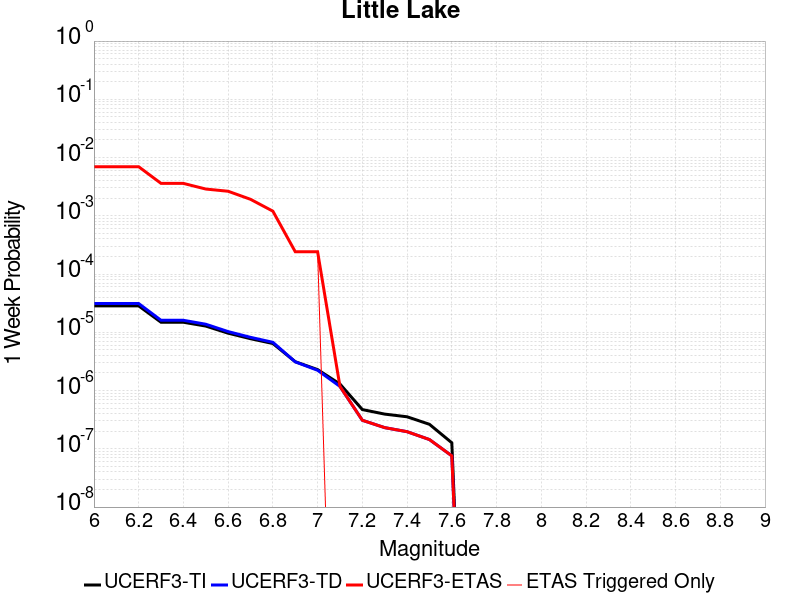 Little Lake
10^0
10^-1
10^-2
10^-3
10^-4
10^-5
10^-6
10^-7
10^-8
1 Week Probability
6 6.2 6.4 6.6 6.8 7 7.2 7.4 7.6 7.8 8 8.2 8.4 8.6 8.8 9
Magnitude
UCERF3-TI UCERF3-TD UCERF3-ETAS ETAS Triggered Only